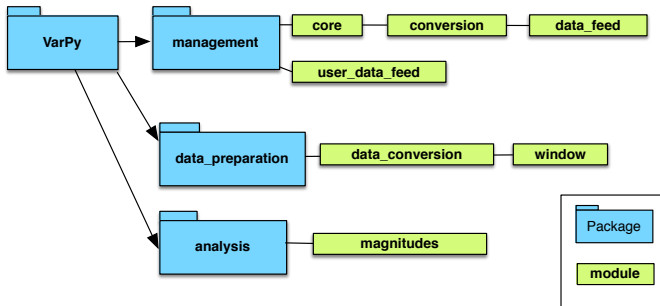 VarPy
management
core
conversion
data_feed
user_data_feed
data_preparation
data_conversion
window
analysis
magnitudes
Package
module